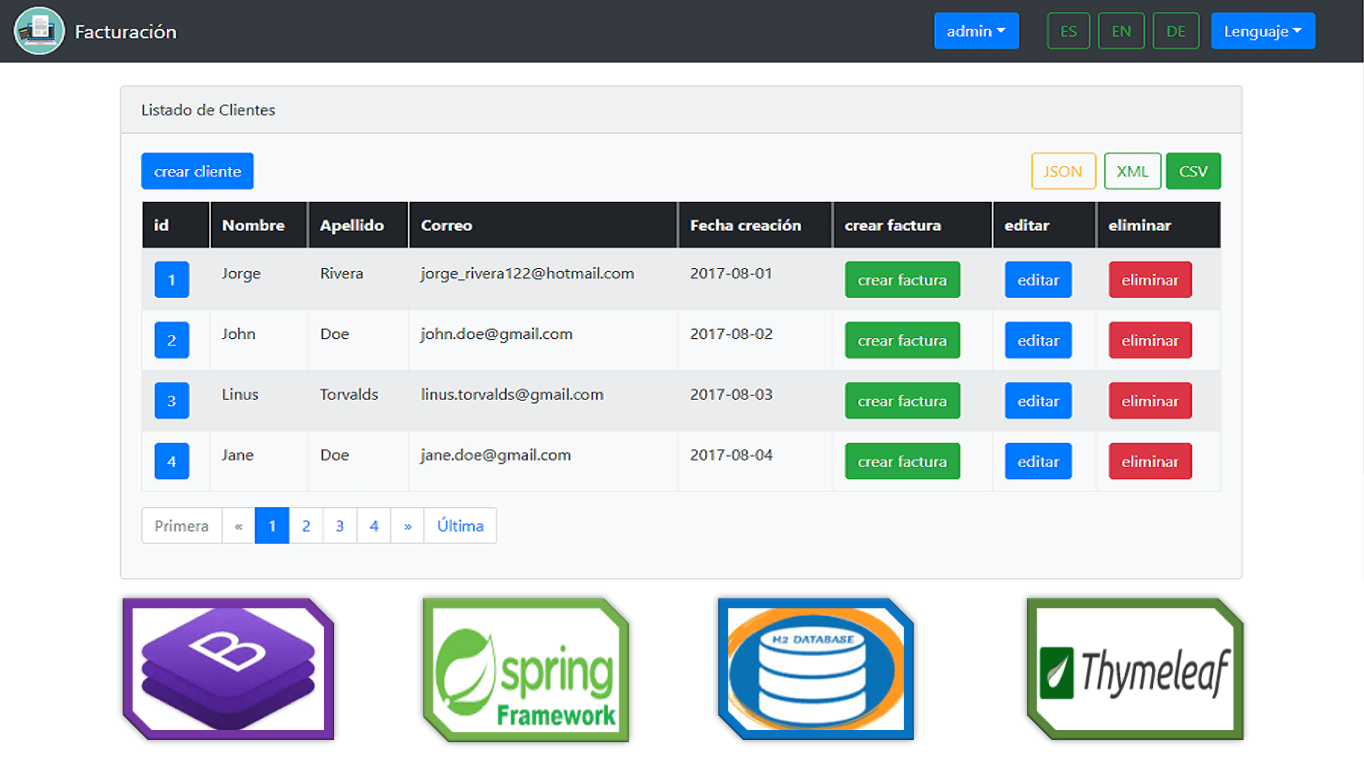 Facturación admin ES EN DE Lenguaje
Listado de Clientes
crear cliente JSON XML CSV
id Nombre Apellido Correo Fecha creación crear factura editar eliminar
1 Jorge Rivera jorge_rivera122@hotmail.com 2017-08-01 crear factura editar eliminar
2 John Doe john.doe@gmail.com 2017-08-02 crear factura editar eliminar
3 Linus Torvalds linus.torvalds@gmail.com 2017-08-03 crear factura editar eliminar
4 Jane Doe jane.doe@gmail.com 2017-08-04 crear factura editar eliminar
Primera « 1 2 3 4 » Última
B
spring
Framework
H2 DATABASE
Thymeleaf